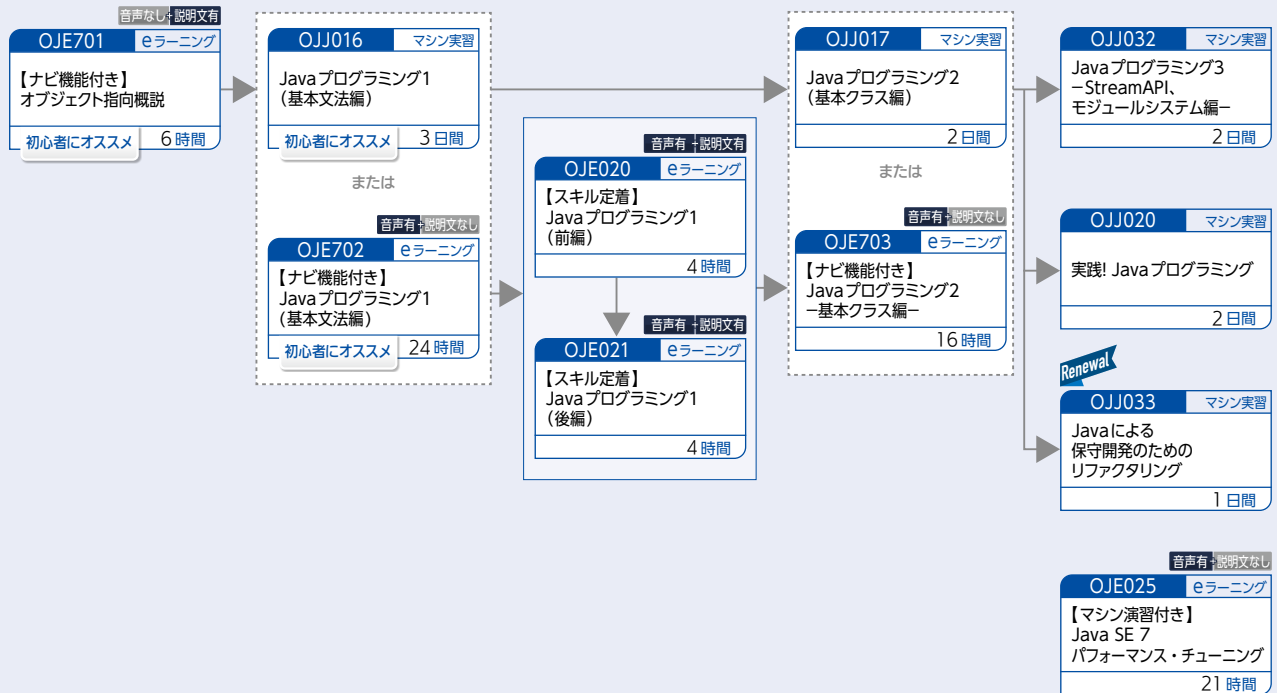 音声なし+説明文有
OJE701 eラーニング
【ナビ機能付き】
オブジェクト指向概説
初心者にオススメ 6時間
OJJ016 マシン実習
Javaプログラミング1
(基本文法編)
初心者にオススメ 3日間
または
音声有+説明文なし
OJE702 eラーニング
【ナビ機能付き】
Javaプログラミング1
(基本文法編)
初心者にオススメ 24時間
音声有+説明文有
OJE020 eラーニング
【スキル定着】
Javaプログラミング1
(前編)
4時間
音声有+説明文有
OJE021 eラーニング
【スキル定着】
Javaプログラミング1
(後編)
4時間
OJJ017 マシン実習
Javaプログラミング2
(基本クラス編)
2日間
または
音声有+説明文なし
OJE703 eラーニング
【ナビ機能付き】
Javaプログラミング2
−基本クラス編−
16時間
OJJ032 マシン実習
Javaプログラミング3
−StreamAPI、
モジュールシステム編−
2日間
OJJ020 マシン実習
実践! Javaプログラミング
2日間
Renewal
OJJ033 マシン実習
Javaによる
保守開発のための
リファクタリング
1日間
音声有+説明文なし
OJE025 eラーニング
【マシン演習付き】
Java SE 7
パフォーマンス・チューニング
21時間